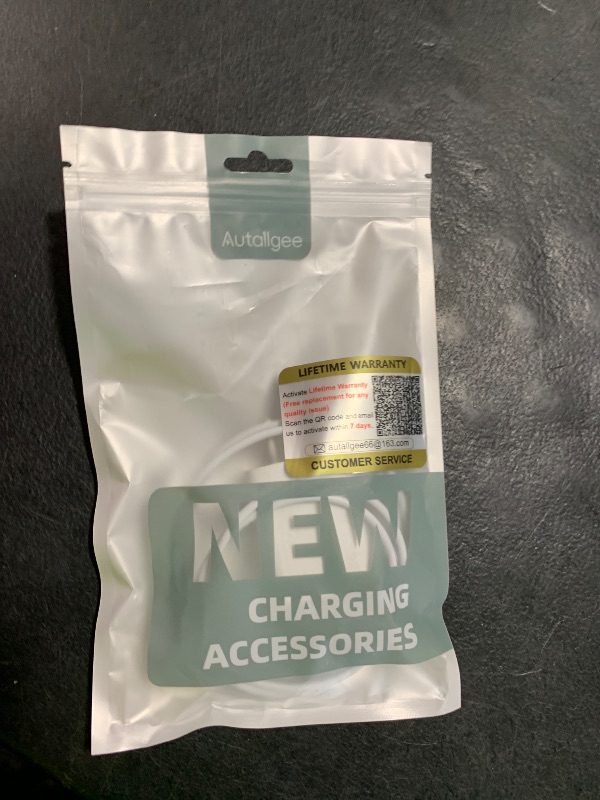 Autallgee
LIFETIME WARRANTY
Activate Lifetime Warranty
(Free replacement for any
quality issue)
Scan the QR code and email
us to activate within 7 days.
autallgee66@163.com
CUSTOMER SERVICE
NEW
CHARGING
ACCESSORIES